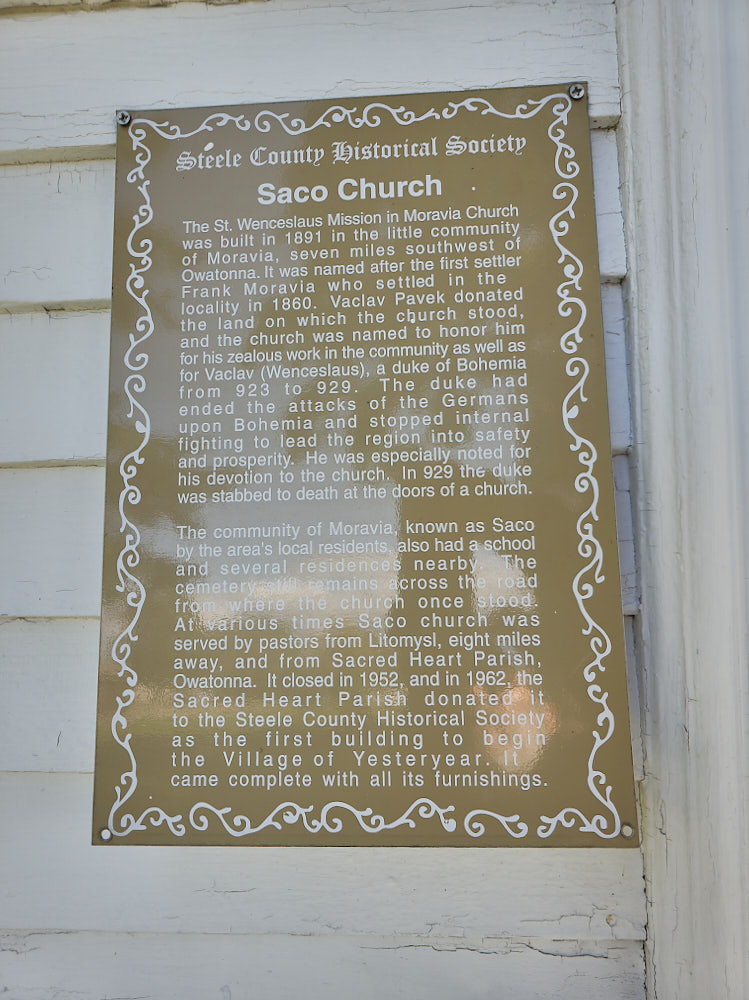 Steele County Historical Society
Saco Church
The St. Wenceslaus Mission in Moravia Church
was built in 1891 in the little community
of Moravia, seven miles southwest of
Owatonna. It was named after the first settler
Frank Moravia who settled in the
locality in 1860. Vaclav Pavek donated
the land on which the church stood,
and the church was named to honor him
for his zealous work in the community as well as
for Vaclav (Wenceslaus), a duke of Bohemia
from 923 to 929. The duke had
ended the attacks of the Germans
upon Bohemia and stopped internal
fighting to lead the region into safety
and prosperity. He was especially noted for
his devotion to the church. In 929 the duke
was stabbed to death at the doors of a church.
The community of Moravia, known as Saco
by the area's local residents, also had a school
and several residences nearby. The
cemetery still remains across the road
from where the church once stood.
At various times Saco church was
served by pastors from Litomysl, eight miles
away, and from Sacred Heart Parish,
Owatonna. It closed in 1952, and in 1962, the
Sacred Heart Parish donated it
to the Steele County Historical Society
as the first building to begin
the Village of Yesteryear. It
came complete with all its furnishings.